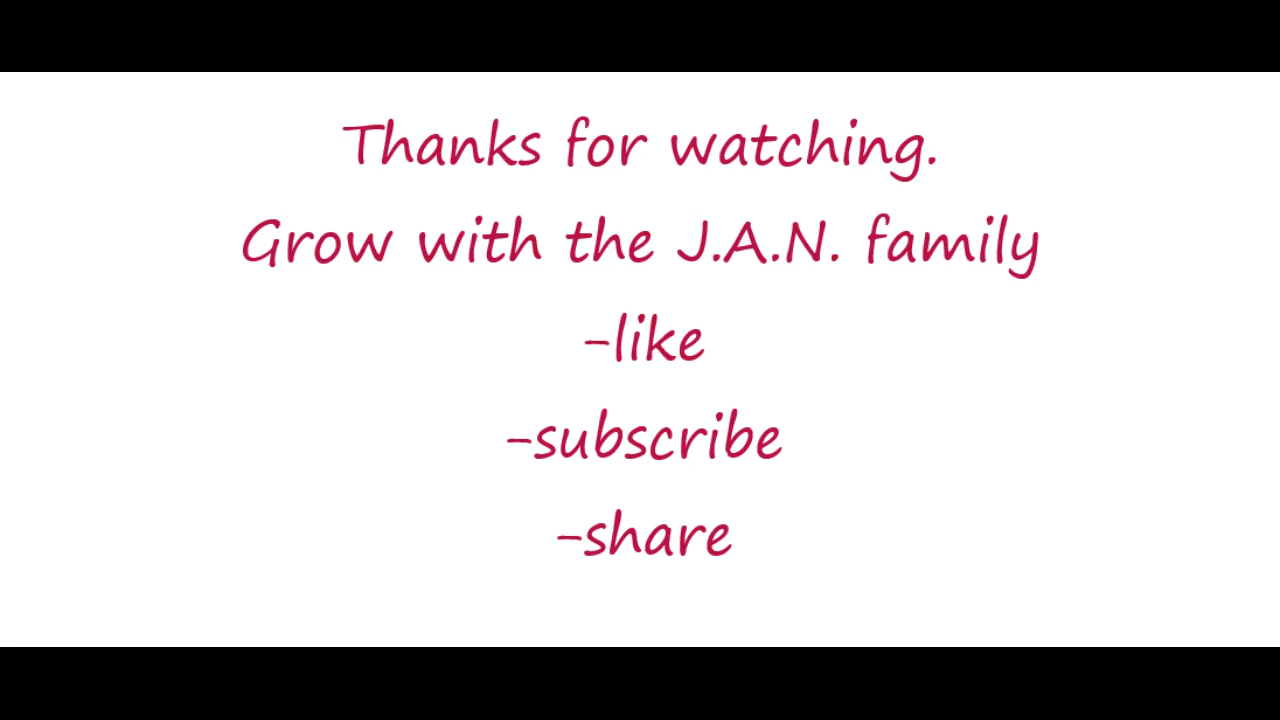 Thanks for watching.
Grow with the J.A.N. family
-like
-subscribe
-share